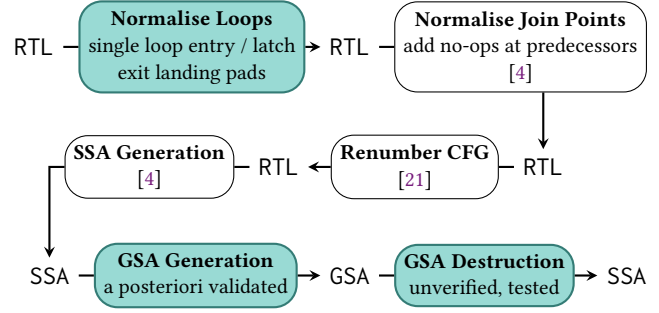 Normalise Loops
single loop entry / latch
exit landing pads
RTL
RTL
Normalise Join Points
add no-ops at predecessors
[4]
SSA Generation
[4]
RTL
Renumber CFG
[21]
RTL
SSA
GSA Generation
a posteriori validated
GSA
GSA Destruction
unverified, tested
SSA